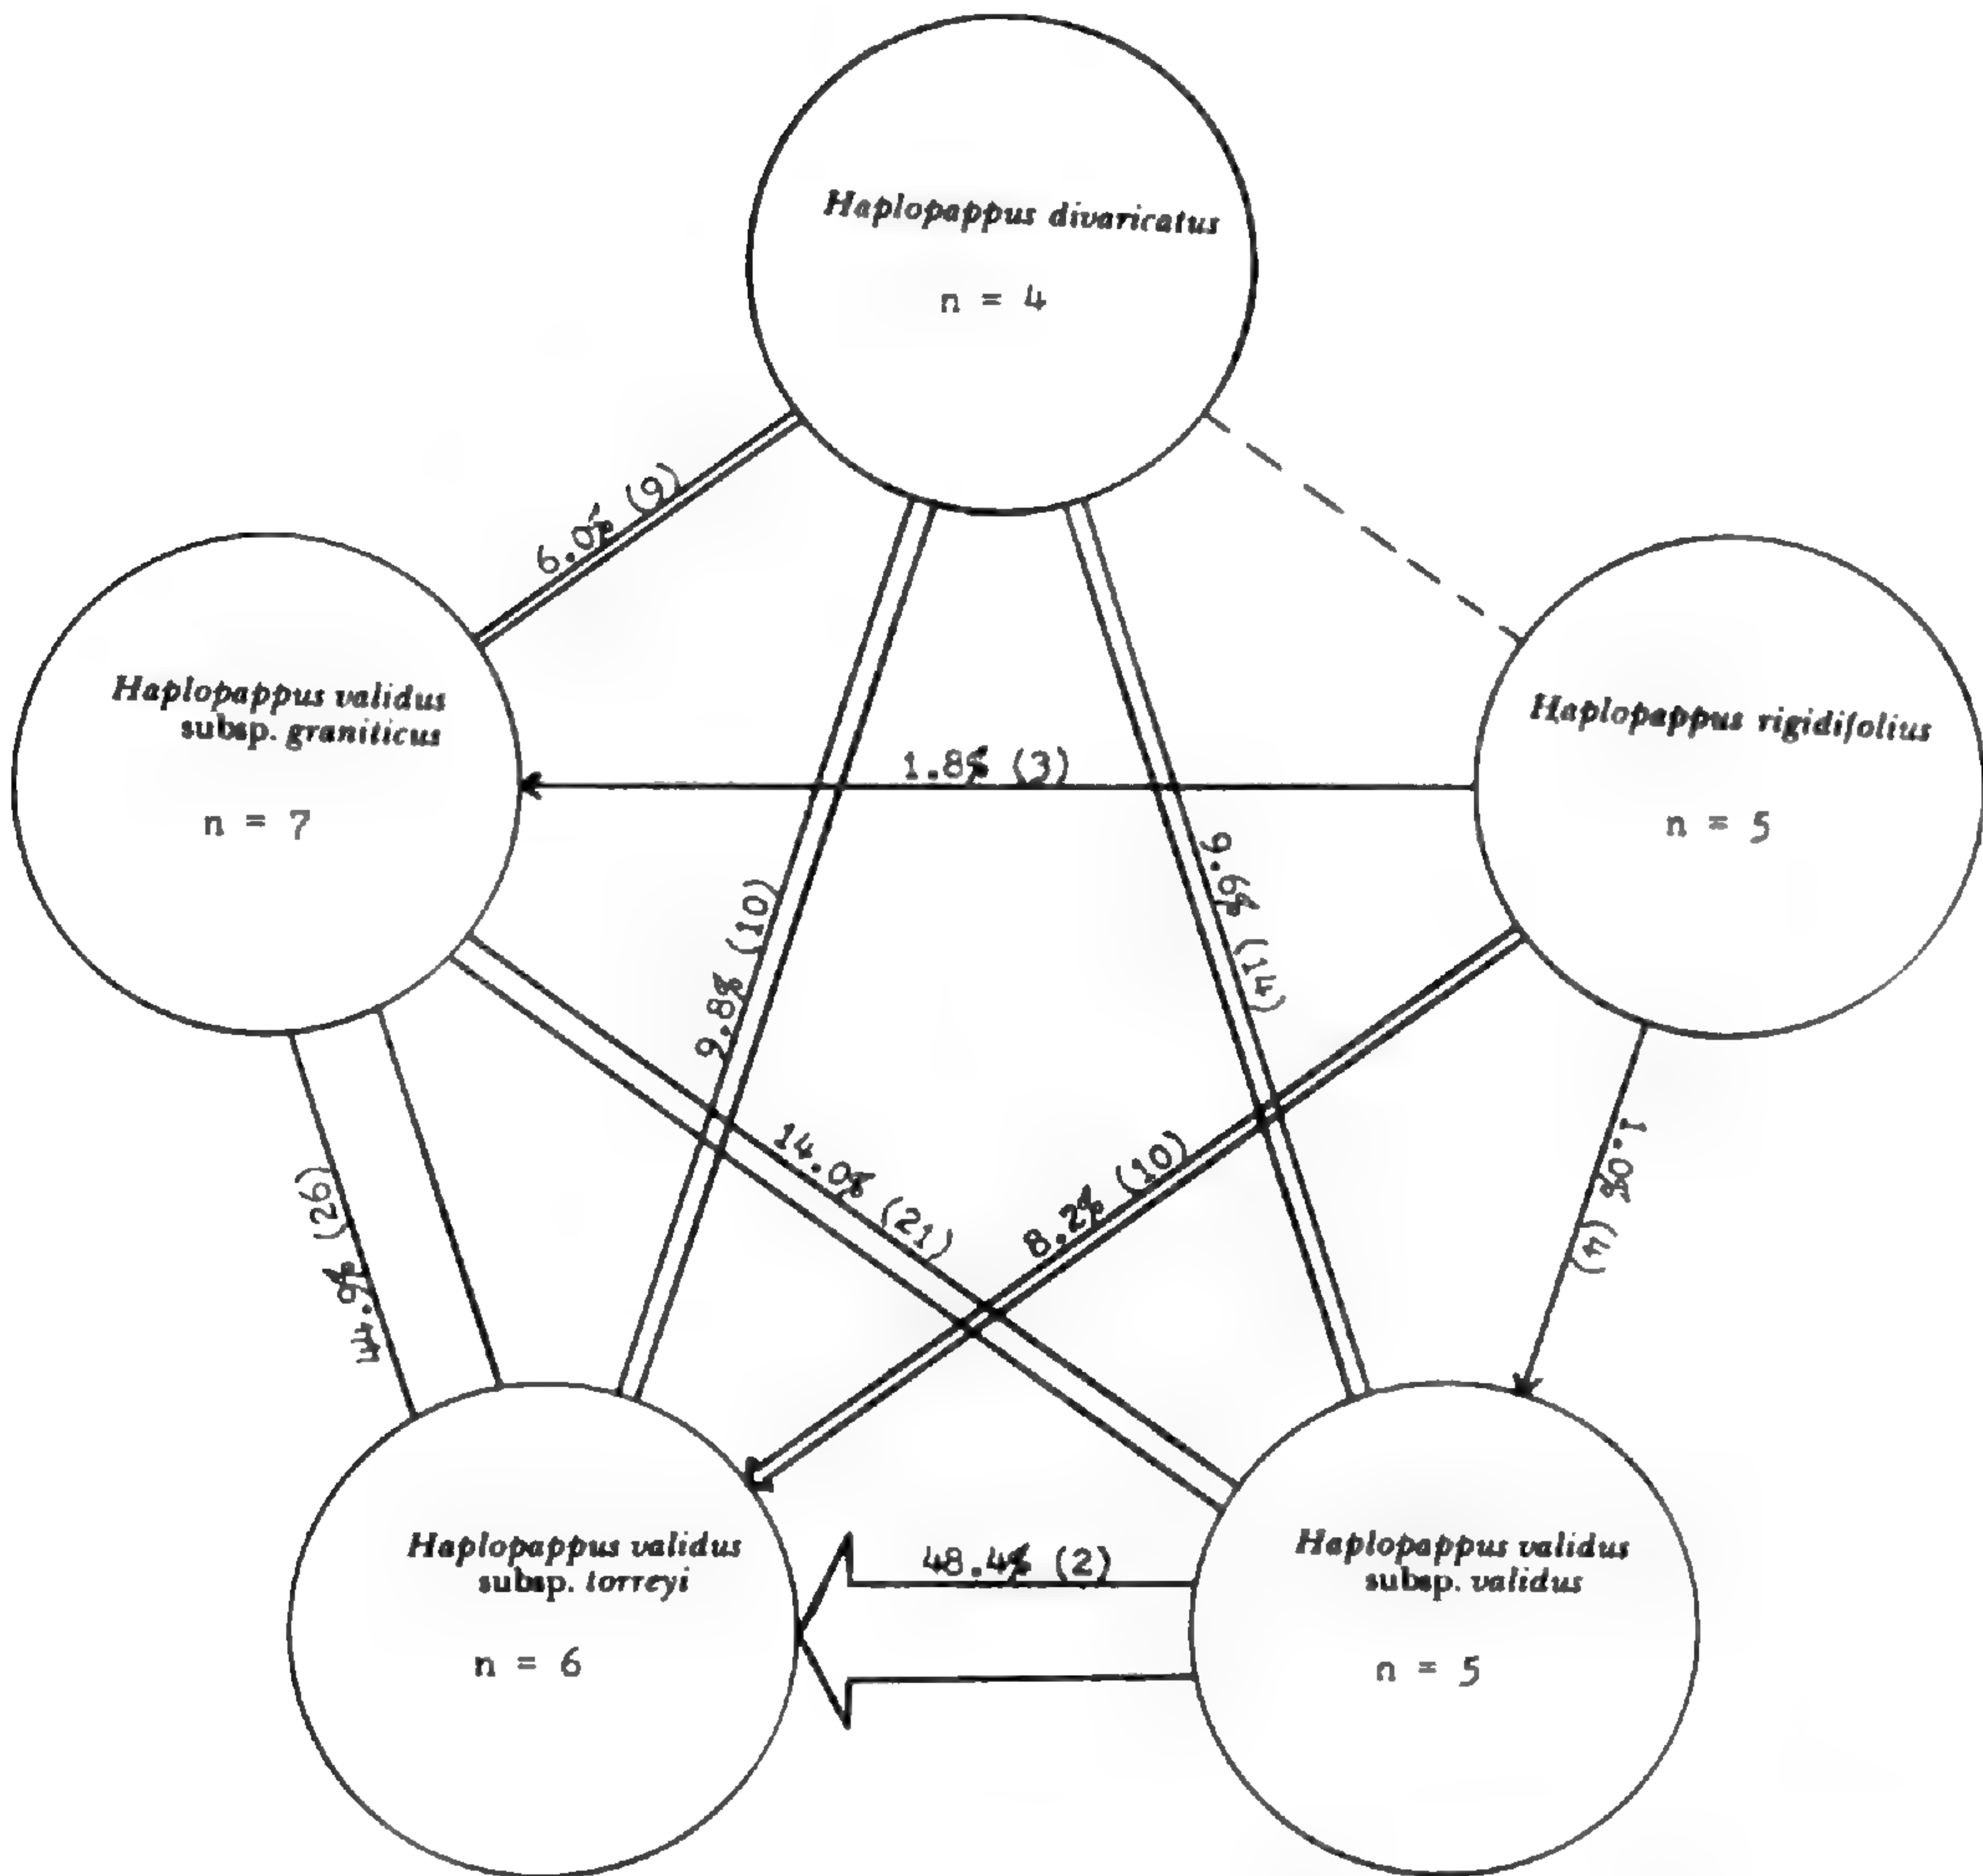 Haplopappus divaricatus
n = 4
6.0% (9)
Haplopappus validus
subsp. graniticus
n = 7
Haplopappus rigidifolius
n = 5
1.8% (3)
9.8% (10)
9.6% (14)
44.9% (26)
14.0% (21)
8.2% (10)
1.0% (4)
Haplopappus validus
subsp. torreyi
n = 6
48.4% (2)
Haplopappus validus
subsp. validus
n = 5